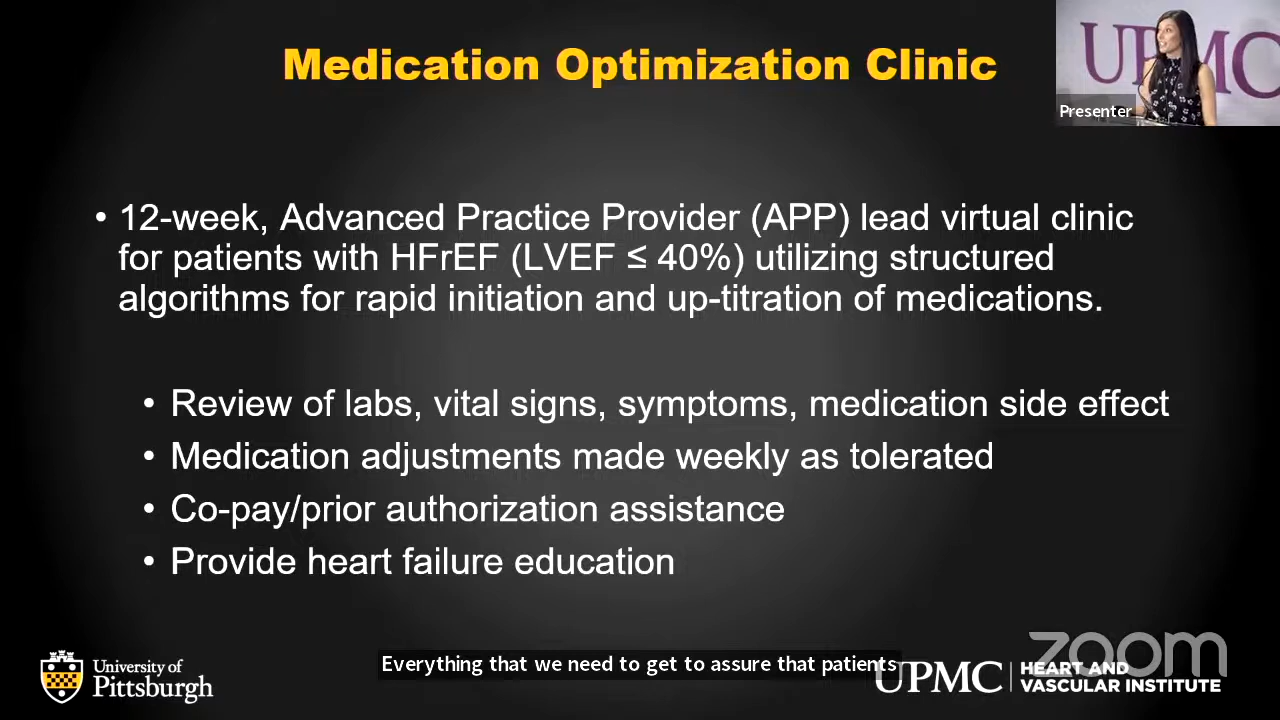 Medication Optimization Clinic
UPMC
Presenter
• 12-week, Advanced Practice Provider (APP) lead virtual clinic
for patients with HFrEF (LVEF ≤ 40%) utilizing structured
algorithms for rapid initiation and up-titration of medications.
• Review of labs, vital signs, symptoms, medication side effect
• Medication adjustments made weekly as tolerated
• Co-pay/prior authorization assistance
• Provide heart failure education
University of
Pittsburgh
Everything that we need to get to assure that patients
UPMC
HEART AND
VASCULAR INSTITUTE
zoom